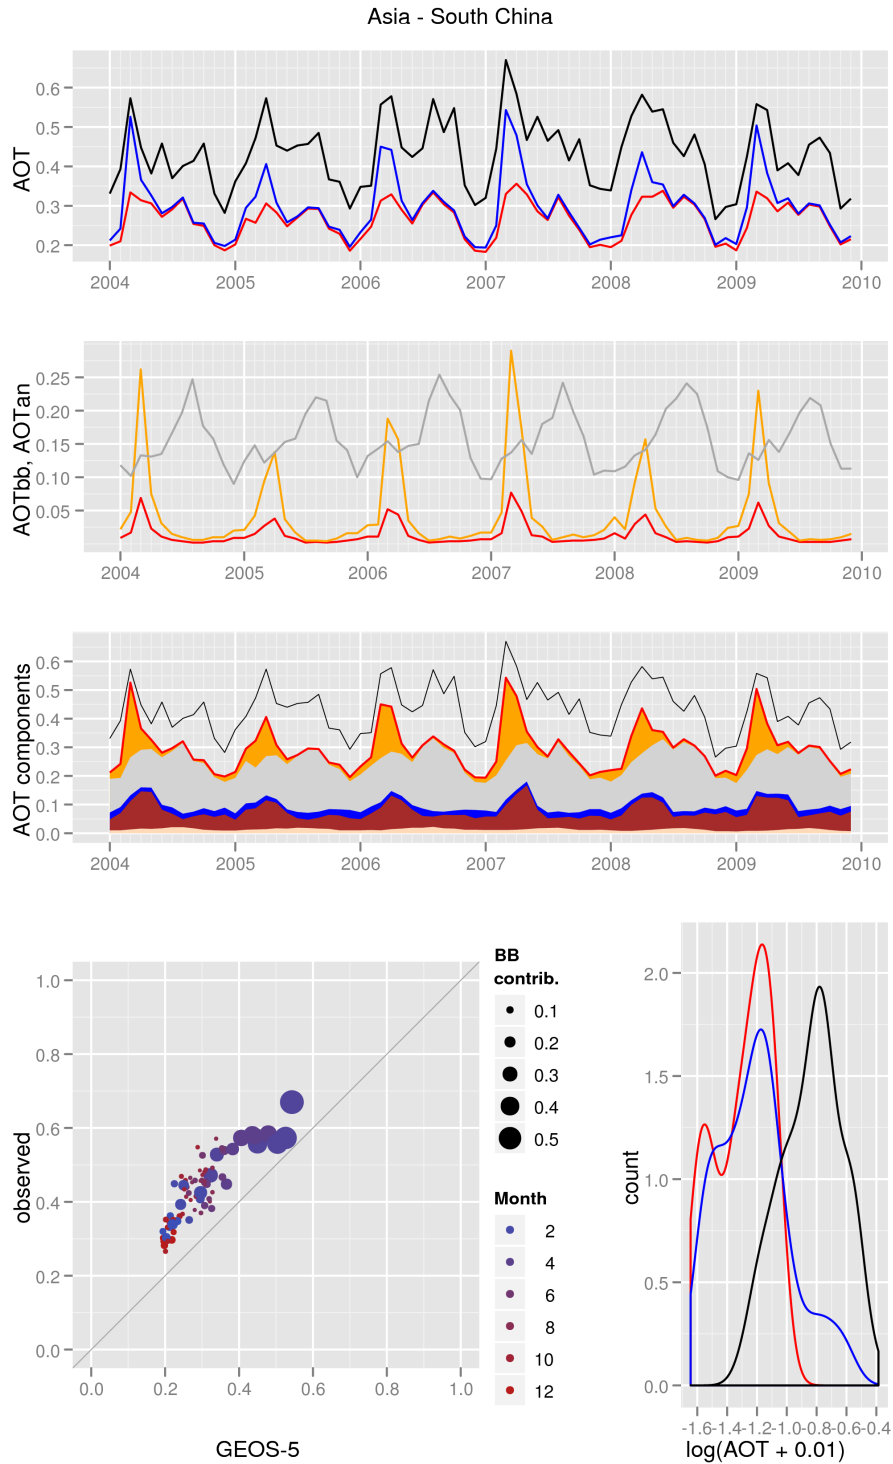 Asia - South China
AOT
0.6
0.5
0.4
0.3
0.2
2004 2005 2006 2007 2008 2009 2010
AOTbb, AOTan
0.25
0.20
0.15
0.10
0.05
2004 2005 2006 2007 2008 2009 2010
AOT components
0.6
0.5
0.4
0.3
0.2
0.1
0.0
2004 2005 2006 2007 2008 2009 2010
observed
1.0
0.8
0.6
0.4
0.2
0.0
0.0 0.2 0.4 0.6 0.8 1.0
GEOS-5
BB
contrib.
0.1
0.2
0.3
0.4
0.5
Month
2
4
6
8
10
12
count
2.0
1.5
1.0
0.5
0.0
-1.6 -1.4 -1.2 -1.0 -0.8 -0.6 -0.4
log(AOT + 0.01)